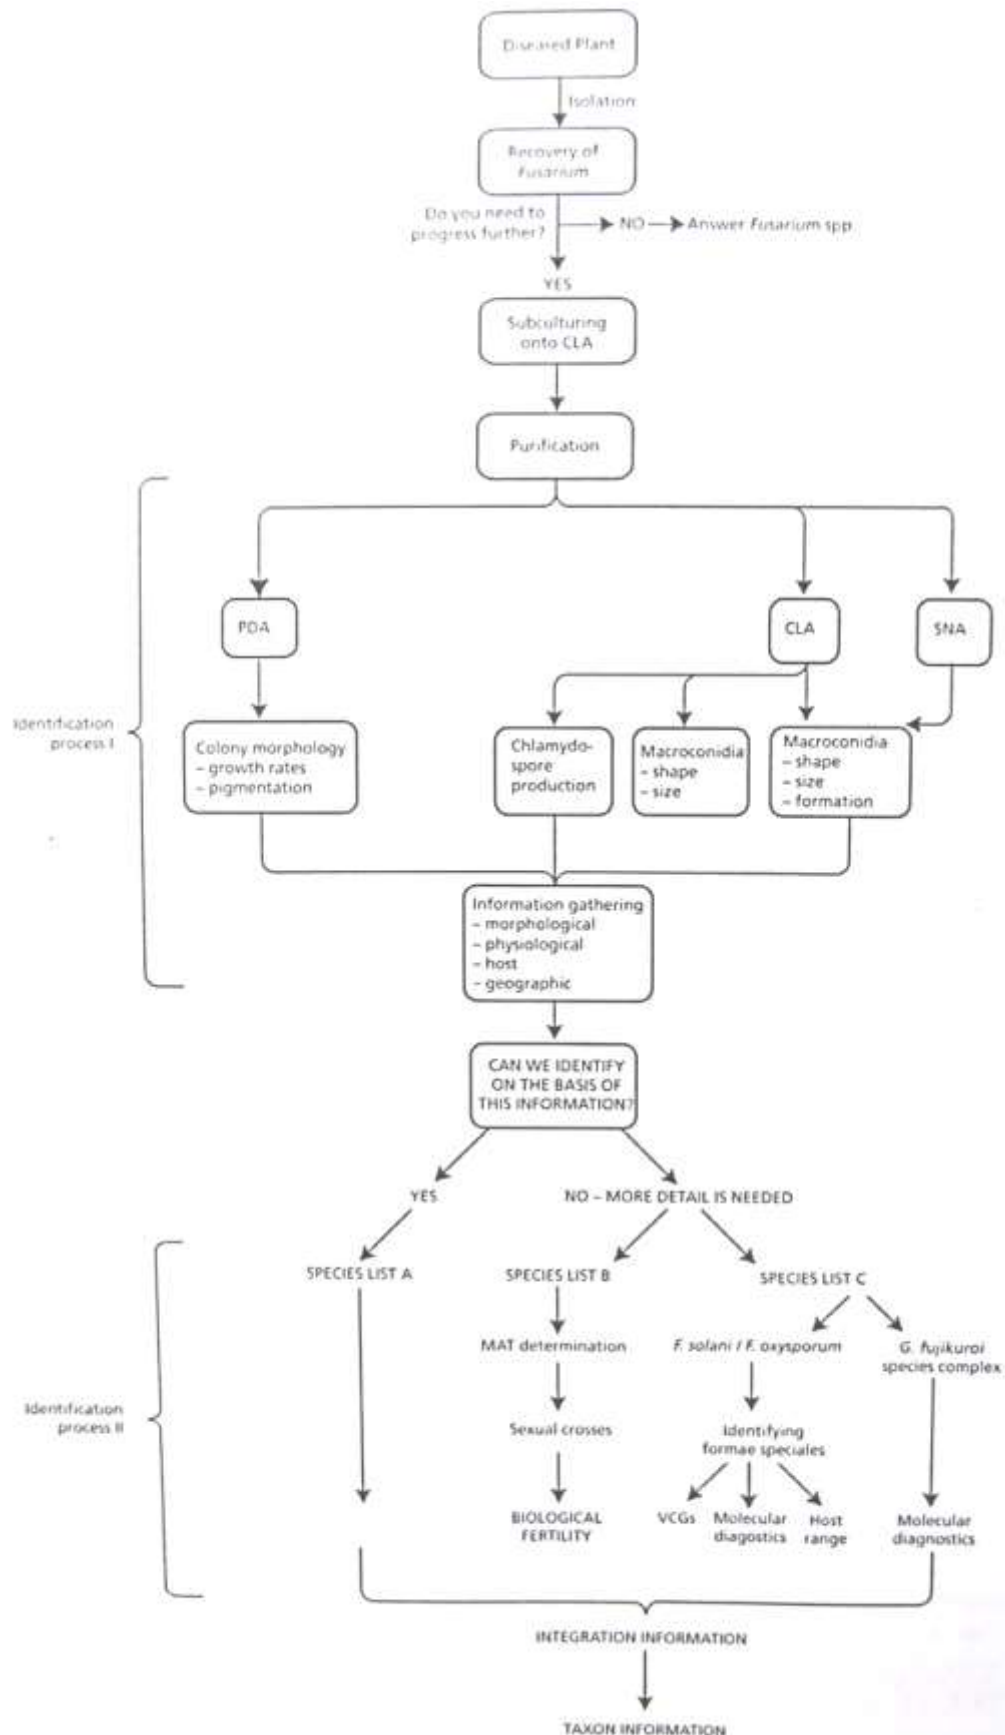 Diseased Plant
Isolation
Recovery of
Fusarium
Do you need to
progress further?
NO
Answer Fusarium spp
YES
Subculturing
onto CLA
Purification
Identification
process I
PDA
CLA
SNA
Colony morphology
– growth rates
– pigmentation
Chlamydo-
spore
production
Macroconidia
– shape
– size
Macroconidia
– shape
– size
– formation
Information gathering
– morphological
– physiological
– host
– geographic
CAN WE IDENTIFY
ON THE BASIS OF
THIS INFORMATION?
YES
NO – MORE DETAIL IS NEEDED
Identification
process II
SPECIES LIST A
SPECIES LIST B
SPECIES LIST C
MAT determination
F. solani / F. oxysporum
G. fujikuroi
species complex
Sexual crosses
Identifying
formae speciales
BIOLOGICAL
FERTILITY
VCGs
Molecular
diagostics
Host
range
Molecular
diagnostics
INTEGRATION INFORMATION
TAXON INFORMATION